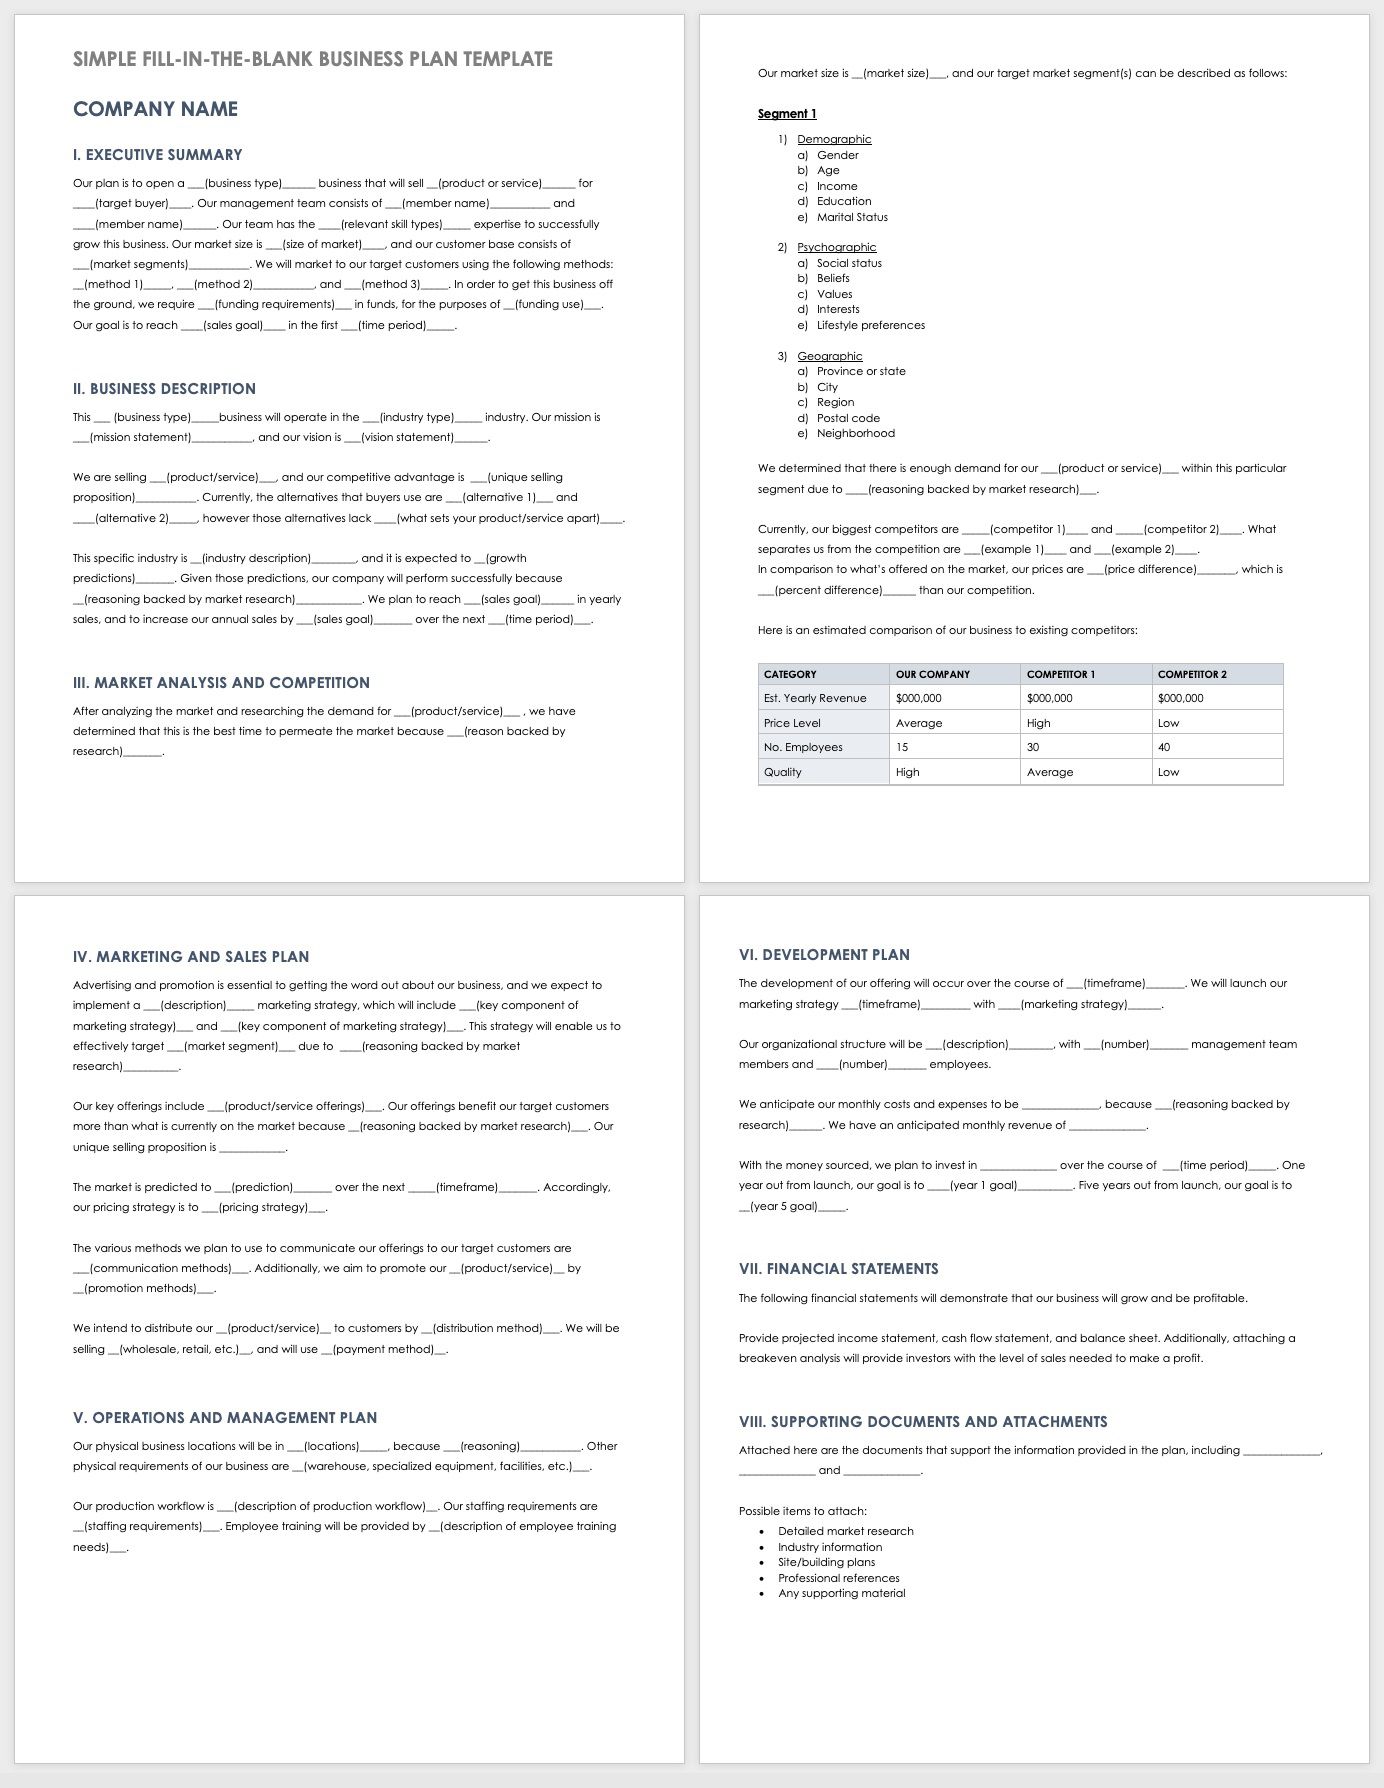 SIMPLE FILL-IN-THE-BLANK BUSINESS PLAN TEMPLATE
COMPANY NAME
I. EXECUTIVE SUMMARY
Our plan is to open a ___(business type)______ business that will sell __(product or service)______ for
____(target buyer)____. Our management team consists of ___(member name)___________ and
____(member name)______. Our team has the ____(relevant skill types)_____ expertise to successfully
grow this business. Our market size is ___(size of market)____, and our customer base consists of
___(market segments)___________. We will market to our target customers using the following methods:
__(method 1)_____, ___(method 2)___________, and ___(method 3)_____. In order to get this business off
the ground, we require ___(funding requirements)___ in funds, for the purposes of __(funding use)___.
Our goal is to reach ____(sales goal)____ in the first ___(time period)_____.
II. BUSINESS DESCRIPTION
This ___ (business type)_____business will operate in the ___(industry type)_____ industry. Our mission is
___(mission statement)___________, and our vision is ___(vision statement)______.
We are selling ___(product/service)___, and our competitive advantage is  ___(unique selling
proposition)___________. Currently, the alternatives that buyers use are ___(alternative 1)___ and
____(alternative 2)_____, however those alternatives lack ____(what sets your product/service apart)____.
This specific industry is __(industry description)________, and it is expected to __(growth
predictions)_______. Given those predictions, our company will perform successfully because
__(reasoning backed by market research)____________. We plan to reach ___(sales goal)______ in yearly
sales, and to increase our annual sales by ___(sales goal)_______ over the next ___(time period)___.
III. MARKET ANALYSIS AND COMPETITION
After analyzing the market and researching the demand for ___(product/service)___ , we have
determined that this is the best time to permeate the market because ___(reason backed by
research)_______.
Our market size is __(market size)___, and our target market segment(s) can be described as follows:
Segment 1
1) Demographic
a) Gender
b) Age
c) Income
d) Education
e) Marital Status
2) Psychographic
a) Social status
b) Beliefs
c) Values
d) Interests
e) Lifestyle preferences
3) Geographic
a) Province or state
b) City
c) Region
d) Postal code
e) Neighborhood
We determined that there is enough demand for our ___(product or service)___ within this particular
segment due to ____(reasoning backed by market research)___.
Currently, our biggest competitors are _____(competitor 1)____ and _____(competitor 2)____. What
separates us from the competition are ___(example 1)____ and ___(example 2)____.
In comparison to what's offered on the market, our prices are ___(price difference)_______, which is
___(percent difference)______ than our competition.
Here is an estimated comparison of our business to existing competitors:
CATEGORY OUR COMPANY COMPETITOR 1 COMPETITOR 2
Est. Yearly Revenue $000,000 $000,000 $000,000
Price Level Average High Low
No. Employees 15 30 40
Quality High Average Low
IV. MARKETING AND SALES PLAN
Advertising and promotion is essential to getting the word out about our business, and we expect to
implement a ___(description)_____ marketing strategy, which will include ___(key component of
marketing strategy)___ and ___(key component of marketing strategy)___. This strategy will enable us to
effectively target ___(market segment)___ due to  ____(reasoning backed by market
research)__________.
Our key offerings include ___(product/service offerings)___. Our offerings benefit our target customers
more than what is currently on the market because __(reasoning backed by market research)___. Our
unique selling proposition is ____________.
The market is predicted to ___(prediction)_______ over the next _____(timeframe)_______. Accordingly,
our pricing strategy is to ___(pricing strategy)___.
The various methods we plan to use to communicate our offerings to our target customers are
___(communication methods)___. Additionally, we aim to promote our __(product/service)__ by
__(promotion methods)___.
We intend to distribute our __(product/service)__ to customers by __(distribution method)___. We will be
selling __(wholesale, retail, etc.)__, and will use __(payment method)__.
V. OPERATIONS AND MANAGEMENT PLAN
Our physical business locations will be in ___(locations)_____, because ___(reasoning)___________. Other
physical requirements of our business are __(warehouse, specialized equipment, facilities, etc.)___.
Our production workflow is ___(description of production workflow)__. Our staffing requirements are
__(staffing requirements)___. Employee training will be provided by __(description of employee training
needs)___.
VI. DEVELOPMENT PLAN
The development of our offering will occur over the course of ___(timeframe)_______. We will launch our
marketing strategy ___(timeframe)_________ with ____(marketing strategy)______.
Our organizational structure will be ___(description)________, with ___(number)_______ management team
members and ____(number)_______ employees.
We anticipate our monthly costs and expenses to be ______________, because ___(reasoning backed by
research)______. We have an anticipated monthly revenue of ______________.
With the money sourced, we plan to invest in ______________ over the course of  ___(time period)_____. One
year out from launch, our goal is to ____(year 1 goal)__________. Five years out from launch, our goal is to
__(year 5 goal)_____.
VII. FINANCIAL STATEMENTS
The following financial statements will demonstrate that our business will grow and be profitable.
Provide projected income statement, cash flow statement, and balance sheet. Additionally, attaching a
breakeven analysis will provide investors with the level of sales needed to make a profit.
VIII. SUPPORTING DOCUMENTS AND ATTACHMENTS
Attached here are the documents that support the information provided in the plan, including ______________,
______________ and ______________.
Possible items to attach:
• Detailed market research
• Industry information
• Site/building plans
• Professional references
• Any supporting material